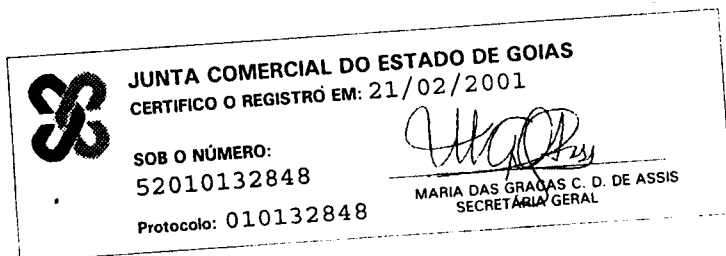 JUNTA COMERCIAL DO ESTADO DE GOIAS
CERTIFICO O REGISTRO EM: 21/02/2001
SOB O NÚMERO:
52010132848
Protocolo: 010132848
MARIA DAS GRAÇAS C. D. DE ASSIS
SECRETÁRIA GERAL